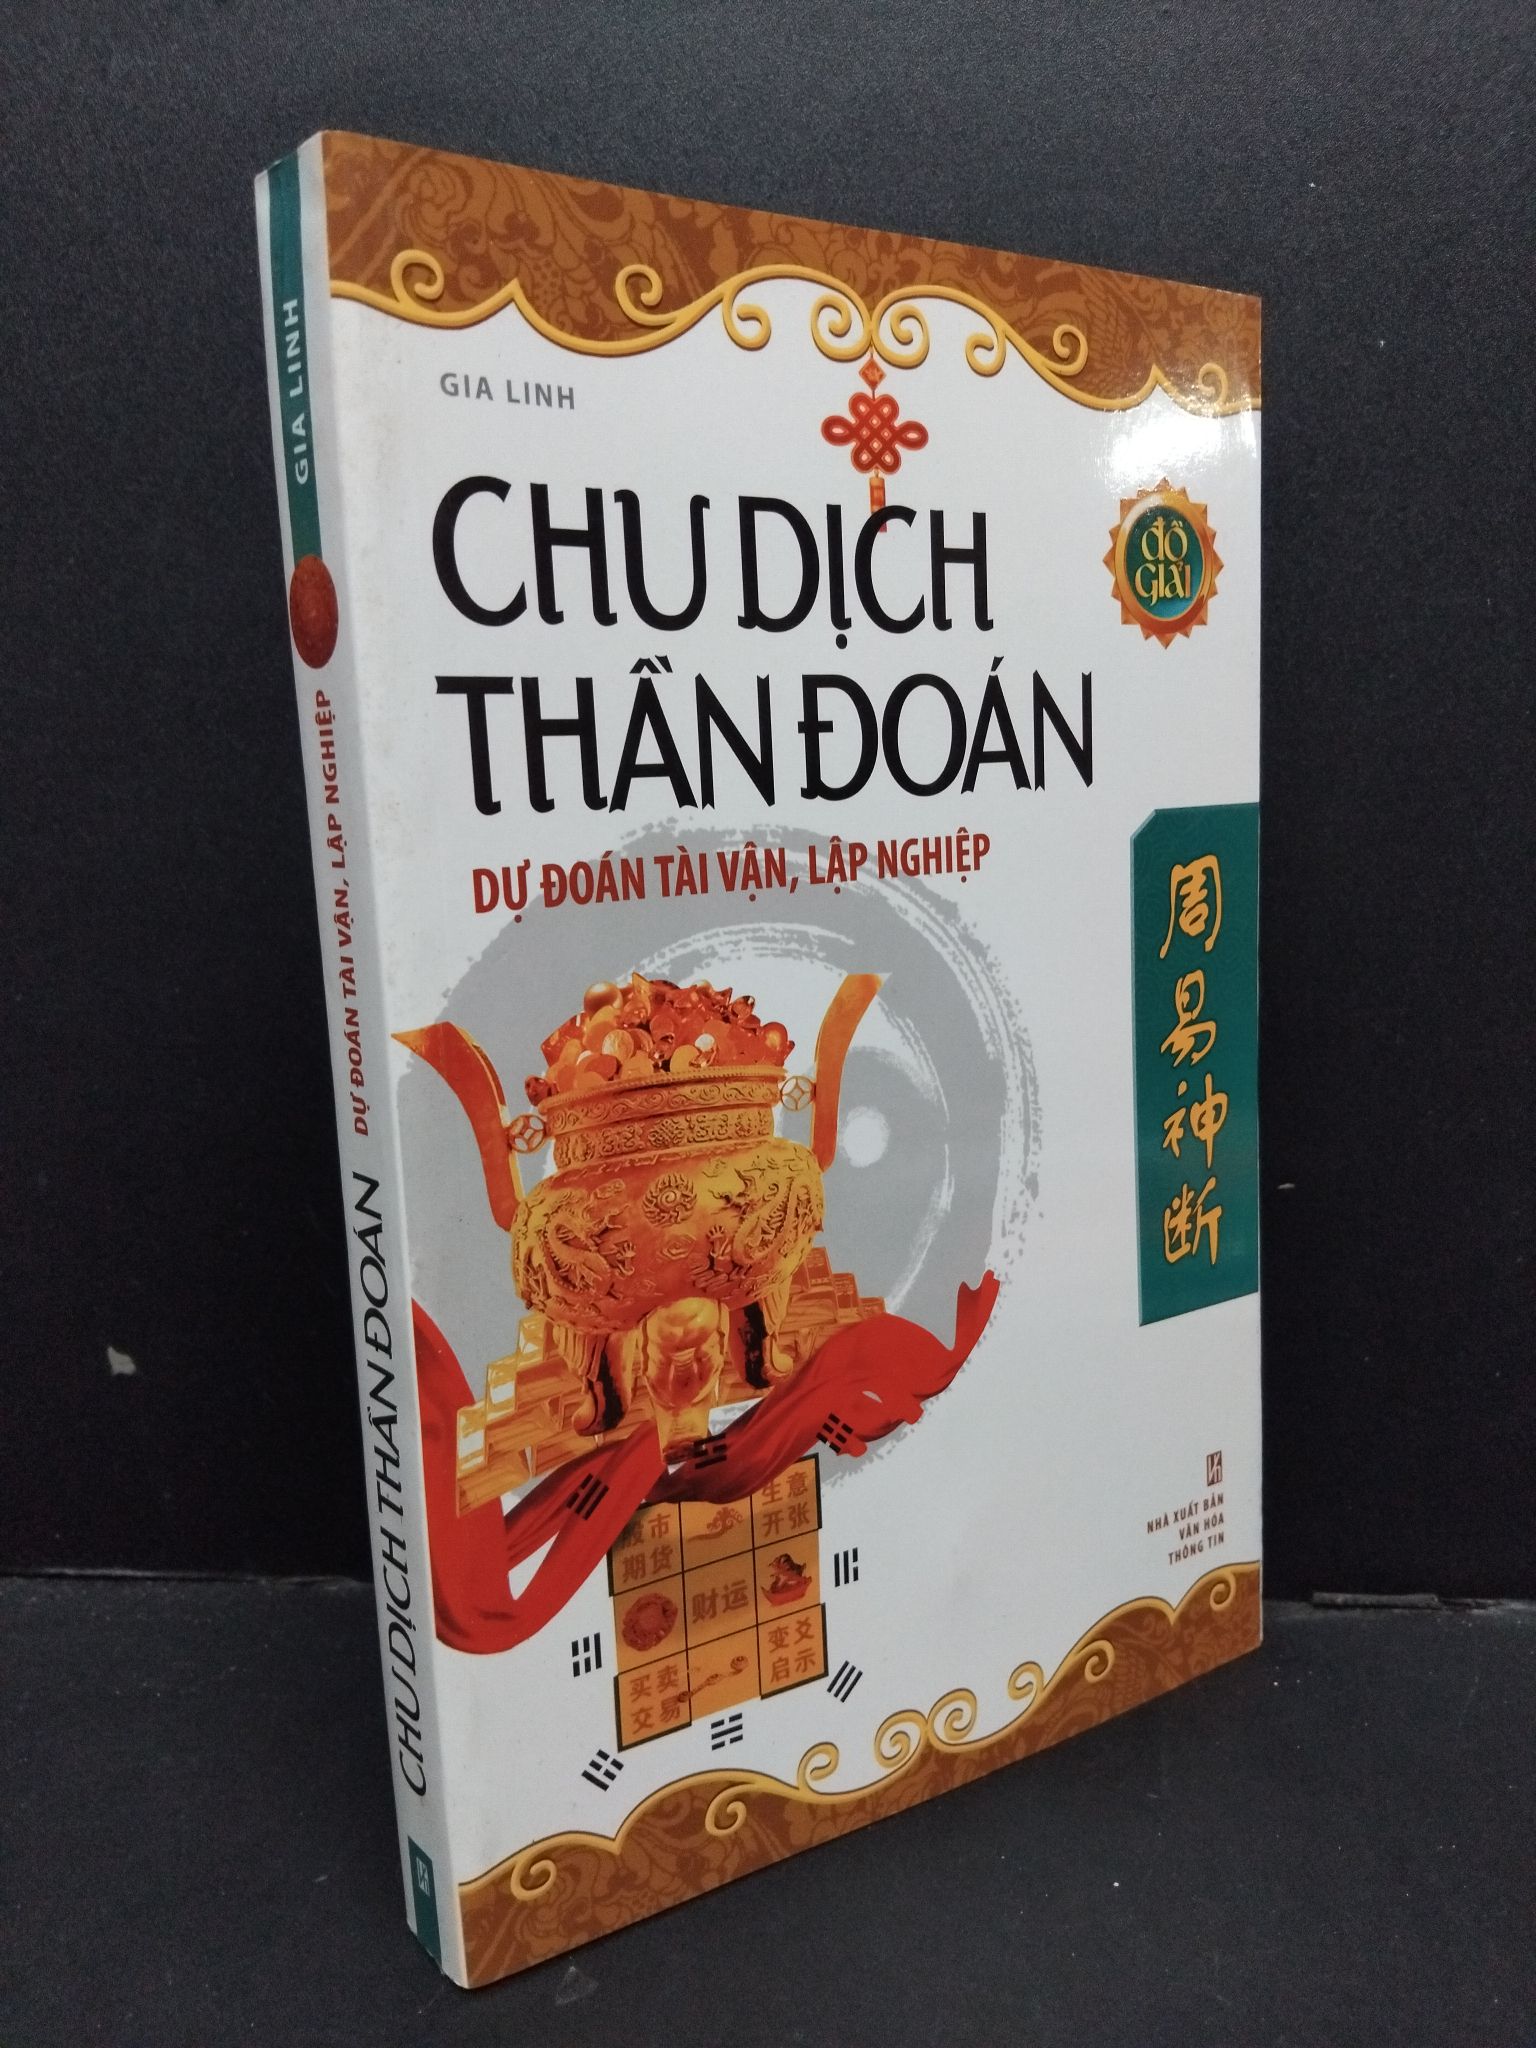 GIA LINH
CHU DỊCH
THẦN ĐOÁN
DỰ ĐOÁN TÀI VẬN, LẬP NGHIỆP
ĐỒ
GIẢI
周易神断
NHÀ XUẤT BẢN
VĂN HÓA
THÔNG TIN
股市
期货
生意
开张
财运
买卖
交易
变爻
启示
GIA LINH
DỰ ĐOÁN TÀI VẬN, LẬP NGHIỆP
CHU DỊCH THẦN ĐOÁN